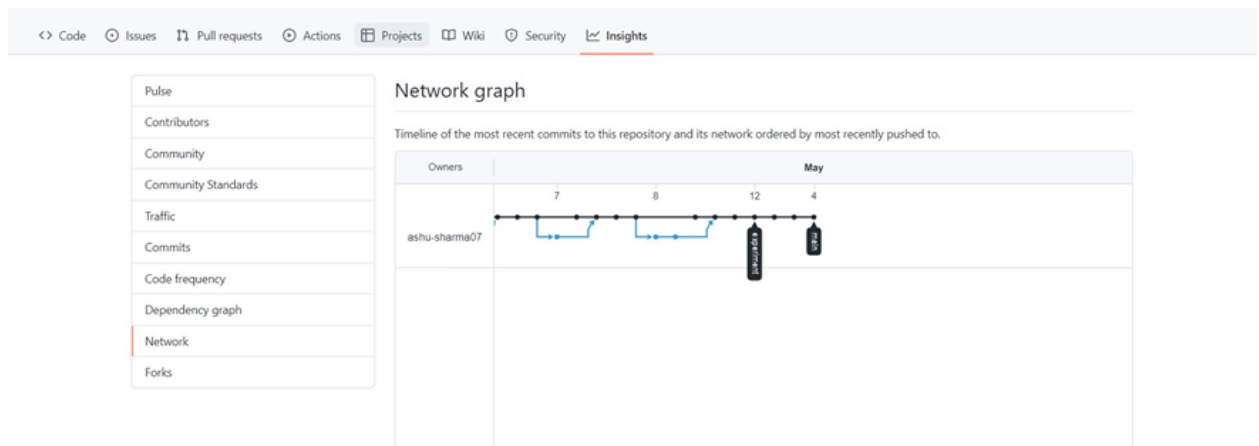 Code Issues Pull requests Actions Projects Wiki Security Insights
Pulse
Contributors
Community
Community Standards
Traffic
Commits
Code frequency
Dependency graph
Network
Forks
Network graph
Timeline of the most recent commits to this repository and its network ordered by most recently pushed to.
Owners May
7 8 12 4
ashu-sharma07
experiment
main